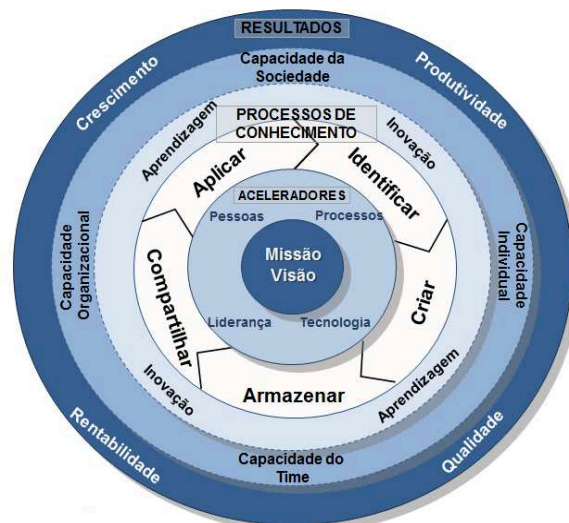 RESULTADOS
Crescimento
Produtividade
Capacidade da
Sociedade
Aprendizagem
PROCESSOS DE
CONHECIMENTO
Inovação
Aplicar
Identificar
ACELERADORES
Pessoas
Processos
Missão
Visão
Capacidade
Organizacional
Capacidade
Individual
Compartilhar
Criar
Liderança
Tecnologia
Inovação
Armazenar
Aprendizagem
Rentabilidade
Capacidade do
Time
Qualidade